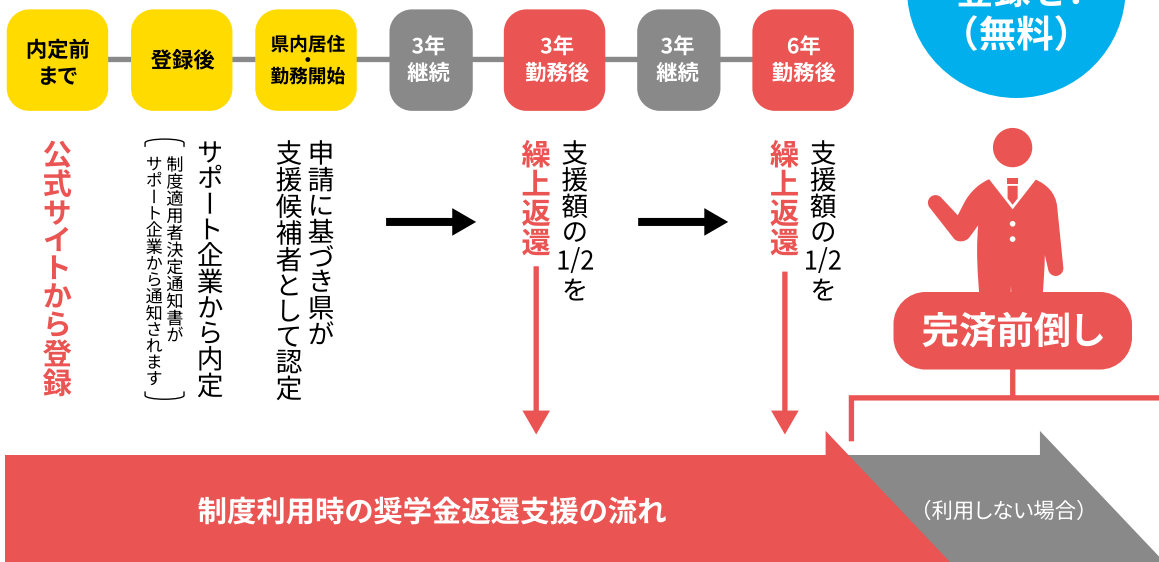 内定前
まで
登録後
県内居住
・
勤務開始
3年
継続
3年
勤務後
3年
継続
6年
勤務後
（無料）
公式サイトから登録
サポート企業から内定
制度適用者決定通知書が
サポート企業から通知されます
申請に基づき県が
支援候補者として認定
支援額の1/2を
繰上返還
支援額の1/2を
繰上返還
完済前倒し
制度利用時の奨学金返還支援の流れ
（利用しない場合）